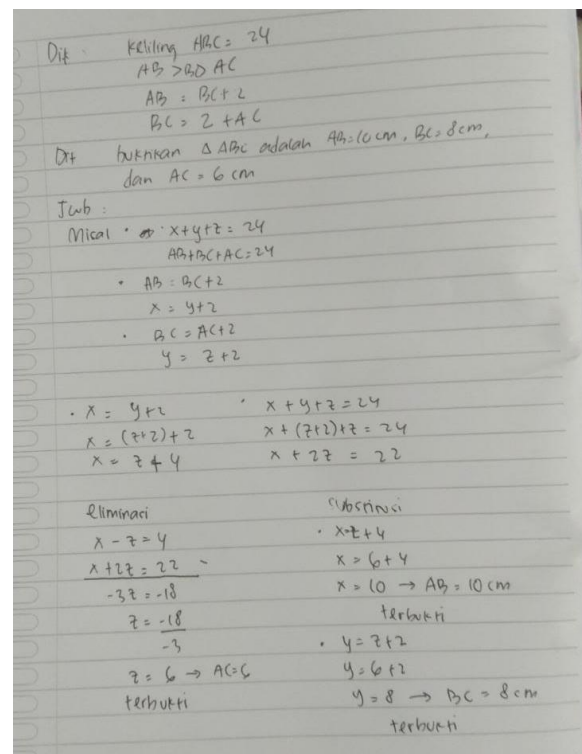 Dik : keliling ABC = 24
AB > BC > AC
AB = BC + 2
BC = 2 + AC
Dit buktikan Δ ABC adalah AB = 10 cm, BC = 8 cm,
dan AC = 6 cm
Jwb :
Misal • x + y + z = 24
AB + BC + AC = 24
• AB = BC + 2
x = y + 2
• BC = AC + 2
y = z + 2
• x = y + 2
x = (z + 2) + 2
x = z + 4
• x + y + z = 24
x + (z + 2) + z = 24
x + 2z = 22
eliminasi
x - z = 4
x + 2z = 22 -
-3z = -18
z = -18
-3
z = 6 → AC = 6
terbukti
substitusi
• x = z + 4
x = 6 + 4
x = 10 → AB = 10 cm
terbukti
• y = z + 2
y = 6 + 2
y = 8 → BC = 8 cm
terbukti